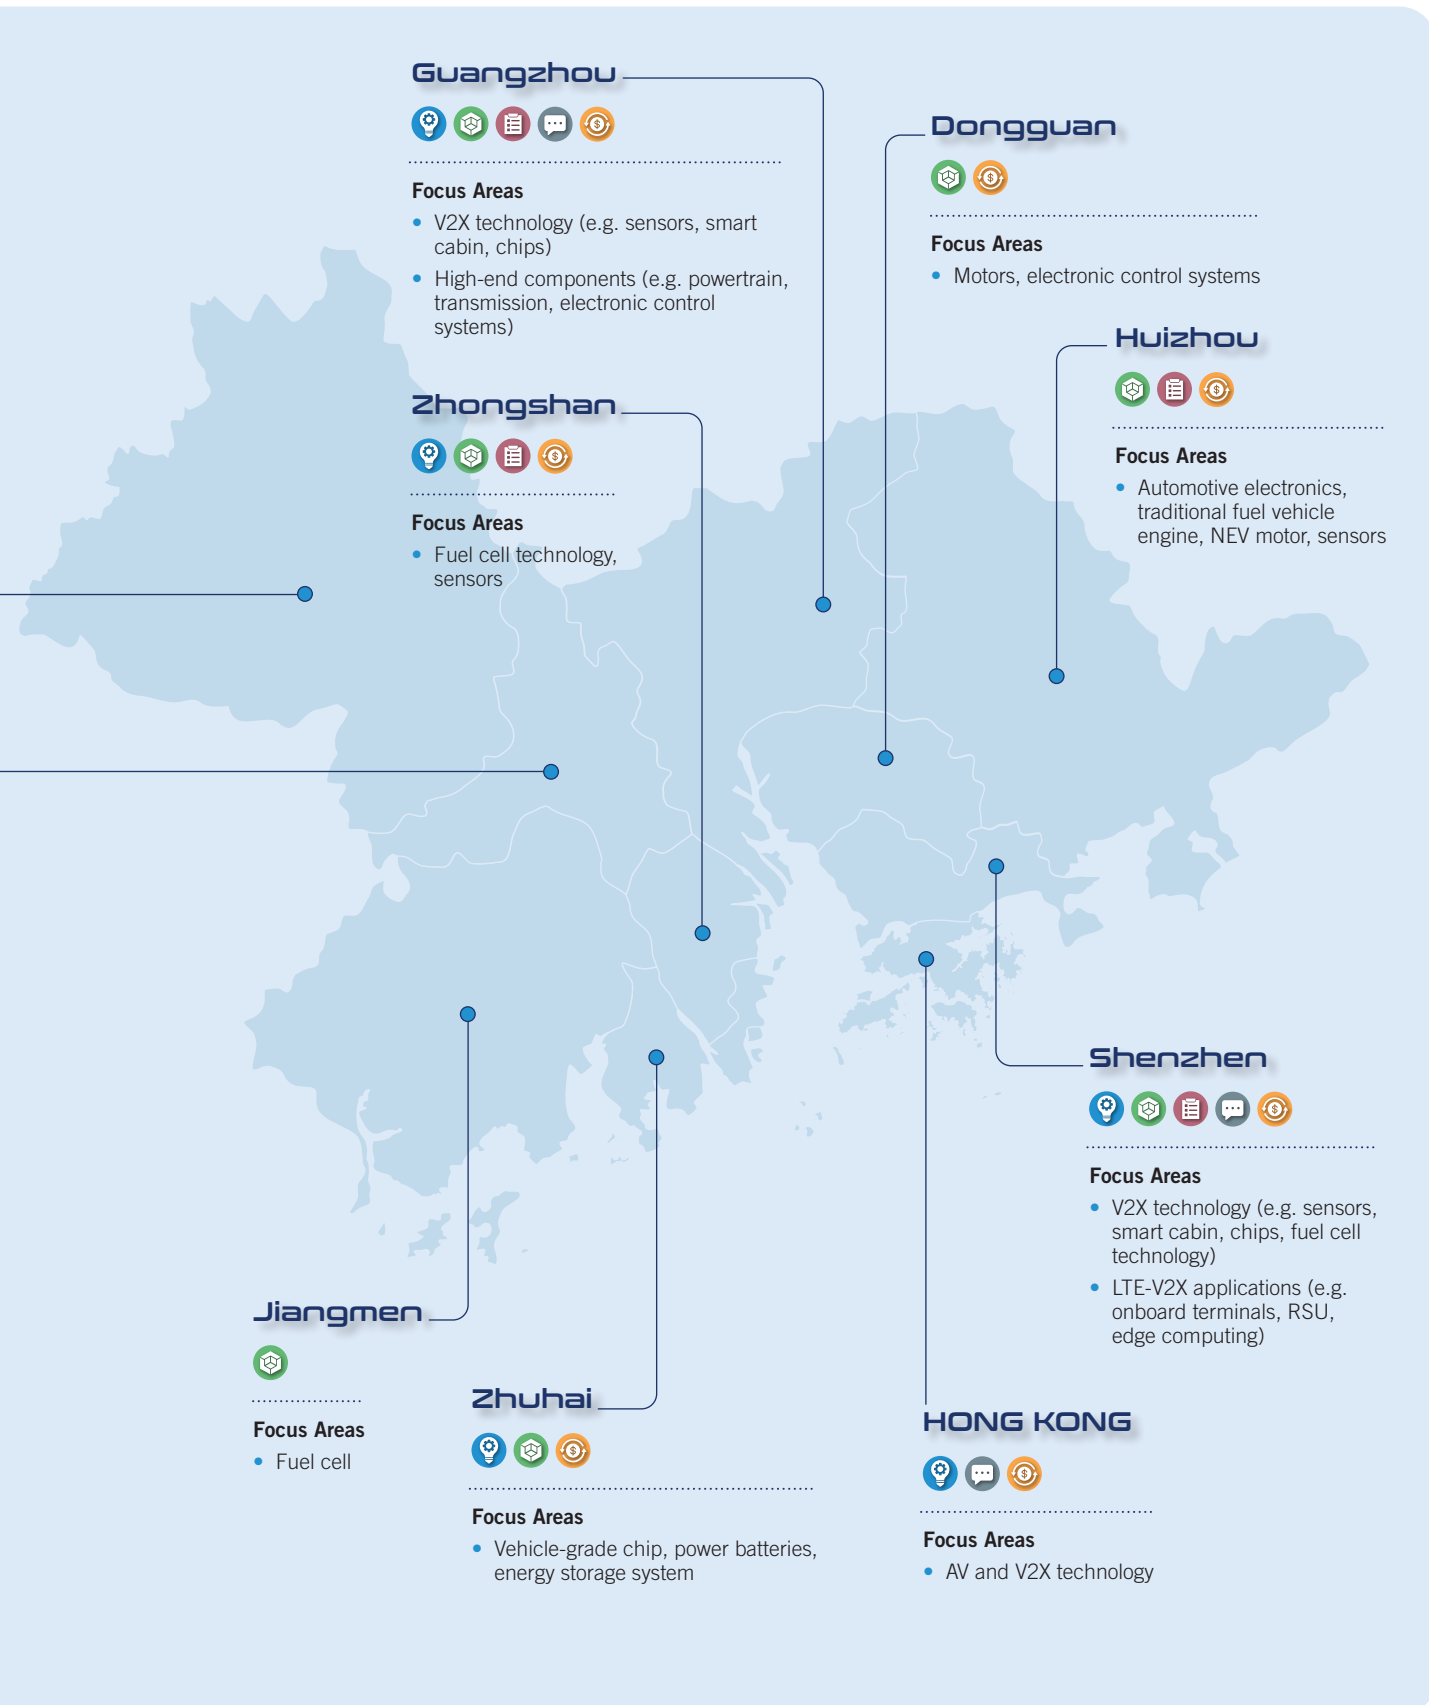 Guangzhou
Focus Areas
• V2X technology (e.g. sensors, smart
cabin, chips)
• High-end components (e.g. powertrain,
transmission, electronic control
systems)
Dongguan
Focus Areas
• Motors, electronic control systems
Huizhou
Focus Areas
• Automotive electronics,
traditional fuel vehicle
engine, NEV motor, sensors
Zhongshan
Focus Areas
• Fuel cell technology,
sensors
Shenzhen
Focus Areas
• V2X technology (e.g. sensors,
smart cabin, chips, fuel cell
technology)
• LTE-V2X applications (e.g.
onboard terminals, RSU,
edge computing)
Jiangmen
Focus Areas
• Fuel cell
Zhuhai
Focus Areas
• Vehicle-grade chip, power batteries,
energy storage system
HONG KONG
Focus Areas
• AV and V2X technology